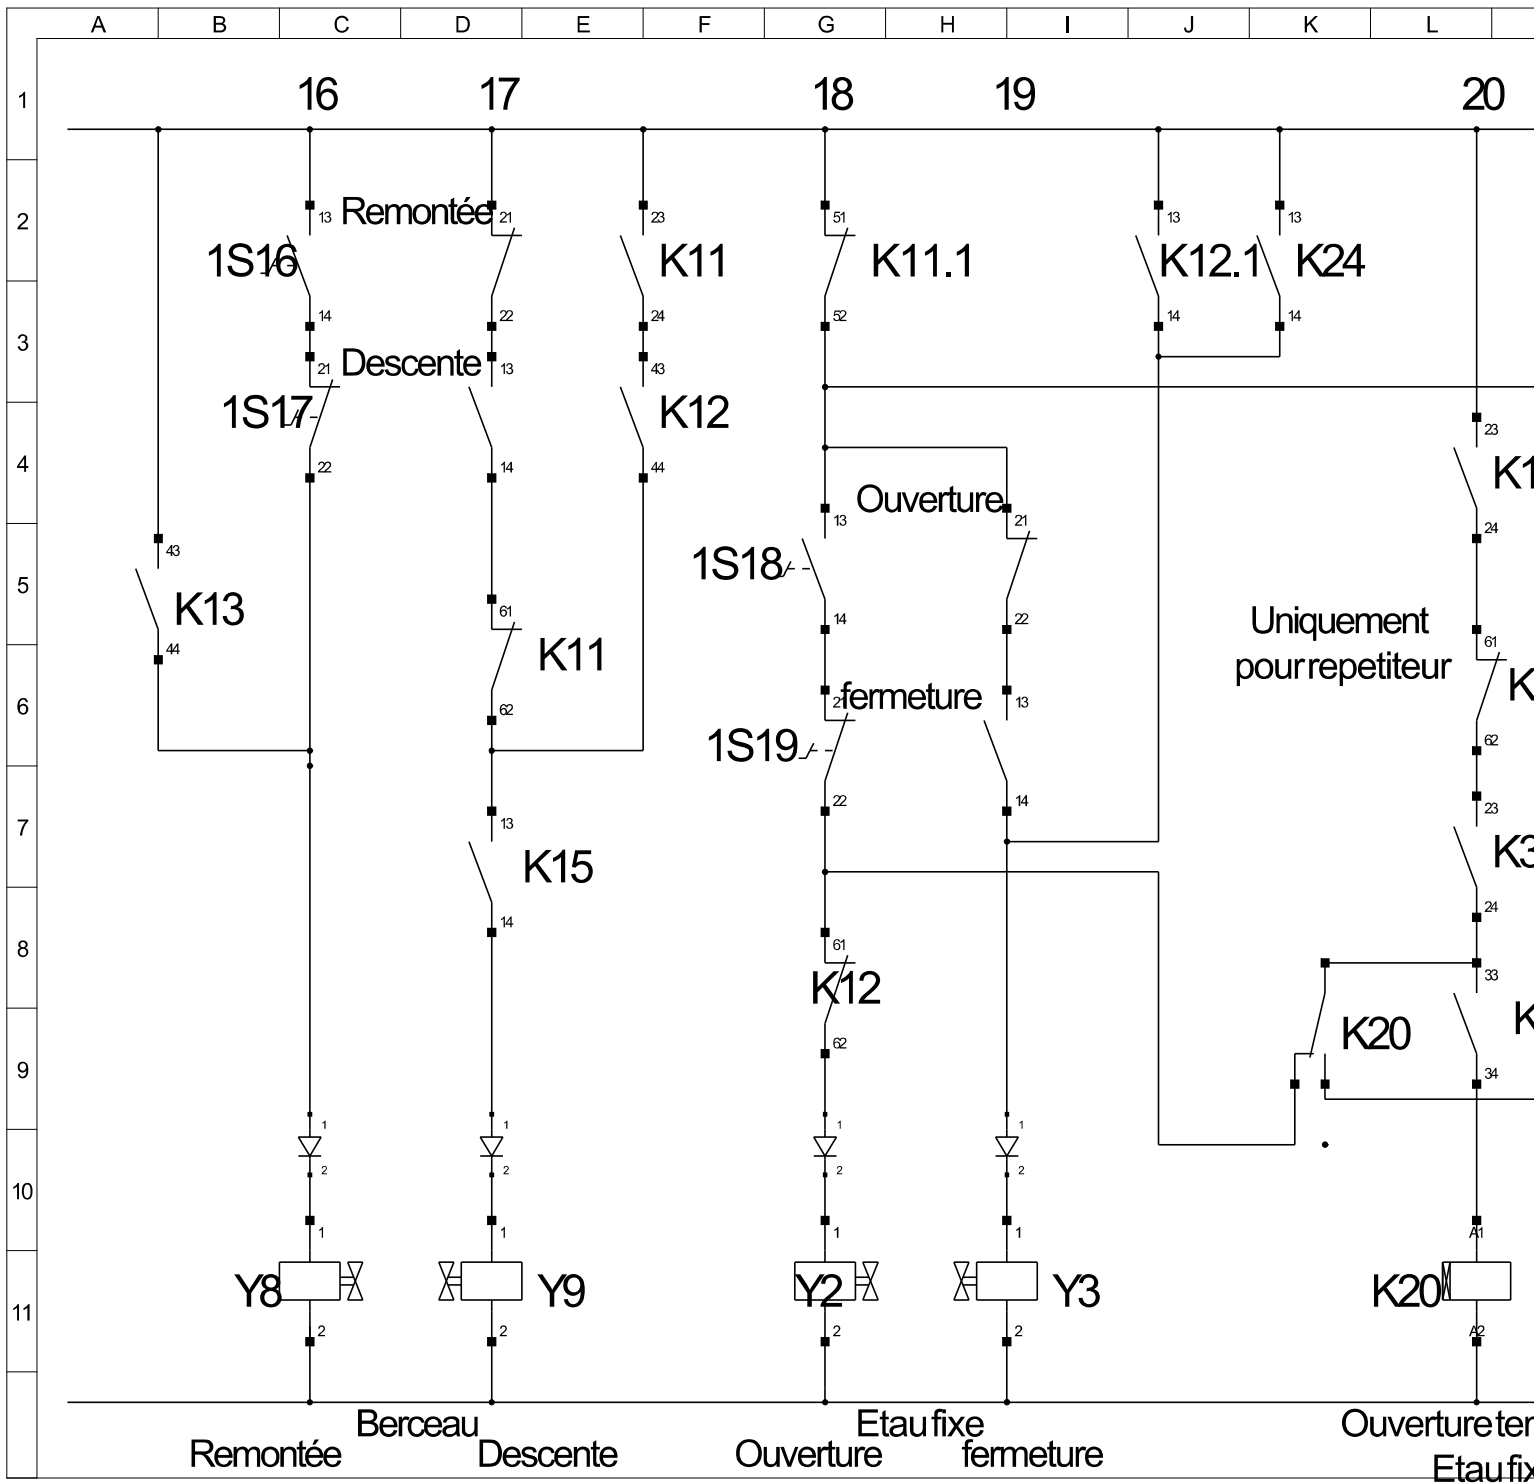 A B C D E F G H I J K L
1
16 17 18 19 20
2
13 Remontée 21 23 51 13 13
1S16 K11 K11.1 K12.1 K24
14 22 24 52 14 14
3
21 Descente 13 43
1S17 K12
23
4
22 14 44
K1
Ouverture
13 21
24
43
1S18
5
K13
61
14 22
Uniquement
61
44
K11
pour repetiteur
K
6
62
21 fermeture 13
1S19
62
22 14
7
13
23
K15
K3
14
24
8
61
33
K12
K20
K
62
9
34
1 1 1 1
2 2 2 2
10
1 1 1 1 A1
Y8 Y9 Y2 Y3 K20
11
2 2 2 2 A2
Berceau Etau fixe Ouverture ter
Remontée Descente Ouverture fermeture
Etau fix